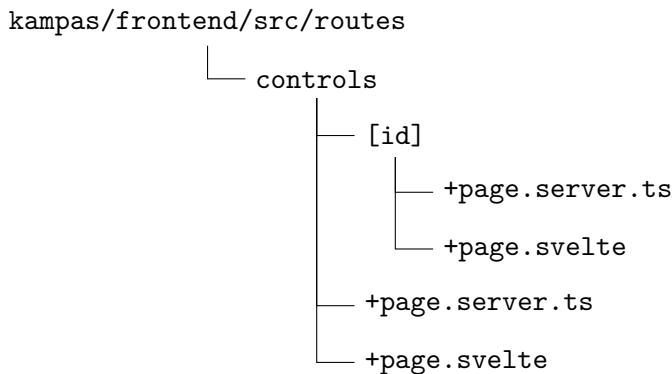 kampas/frontend/src/routes
controls
[id]
+page.server.ts
+page.svelte
+page.server.ts
+page.svelte